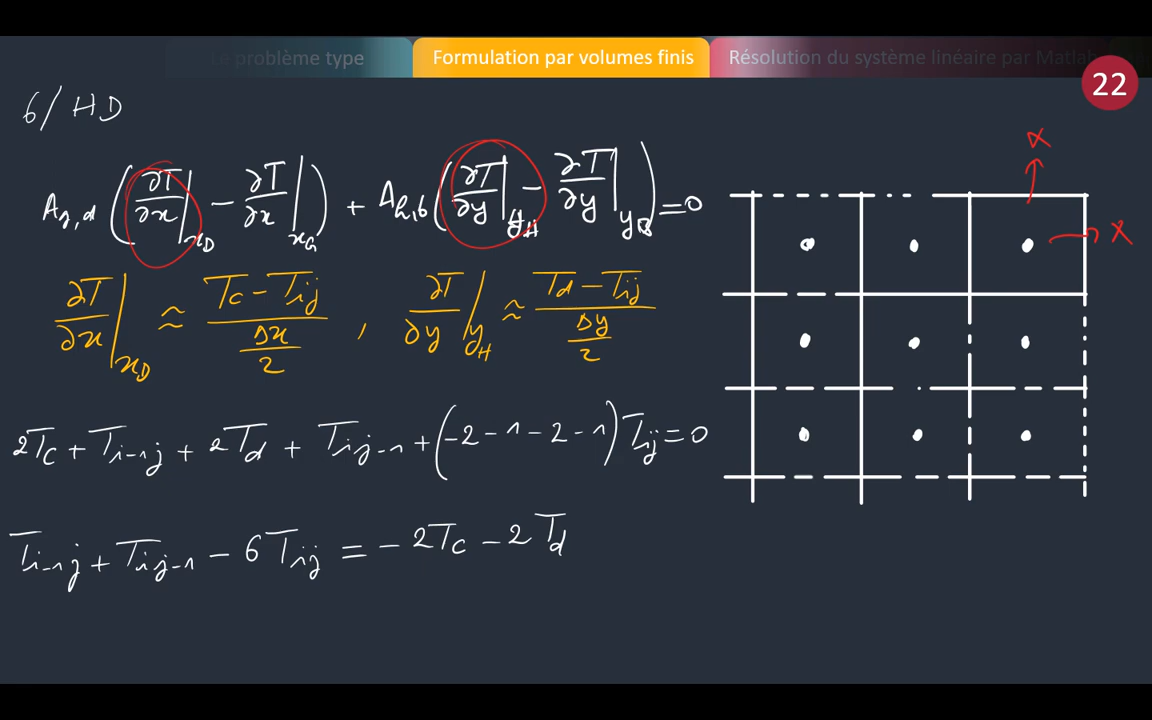 problème type
Formulation par volumes finis
Résolution du système linéaire par Matlab
22
6/ HD
A_{g,d} ( ∂T/∂x |_{x_D} − ∂T/∂x |_{x_G} ) + A_{h,b} ( ∂T/∂y |_{y_H} − ∂T/∂y |_{y_B} ) = 0
∂T/∂x |_{x_D} ≈ (T_c − T_{ij}) / (Δx/2) , ∂T/∂y |_{y_H} ≈ (T_d − T_{ij}) / (Δy/2)
2T_c + T_{i-1j} + 2T_d + T_{ij-1} + (−2 − 1 − 2 − 1) T_{ij} = 0
T_{i-1j} + T_{ij-1} − 6T_{ij} = − 2T_c − 2T_d